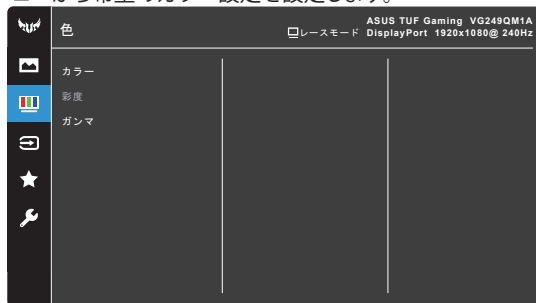 から希望のカラー設定を設定します。
色
レースモード
ASUS TUF Gaming VG249QM1A
DisplayPort 1920x1080@ 240Hz
カラー
彩度
ガンマ